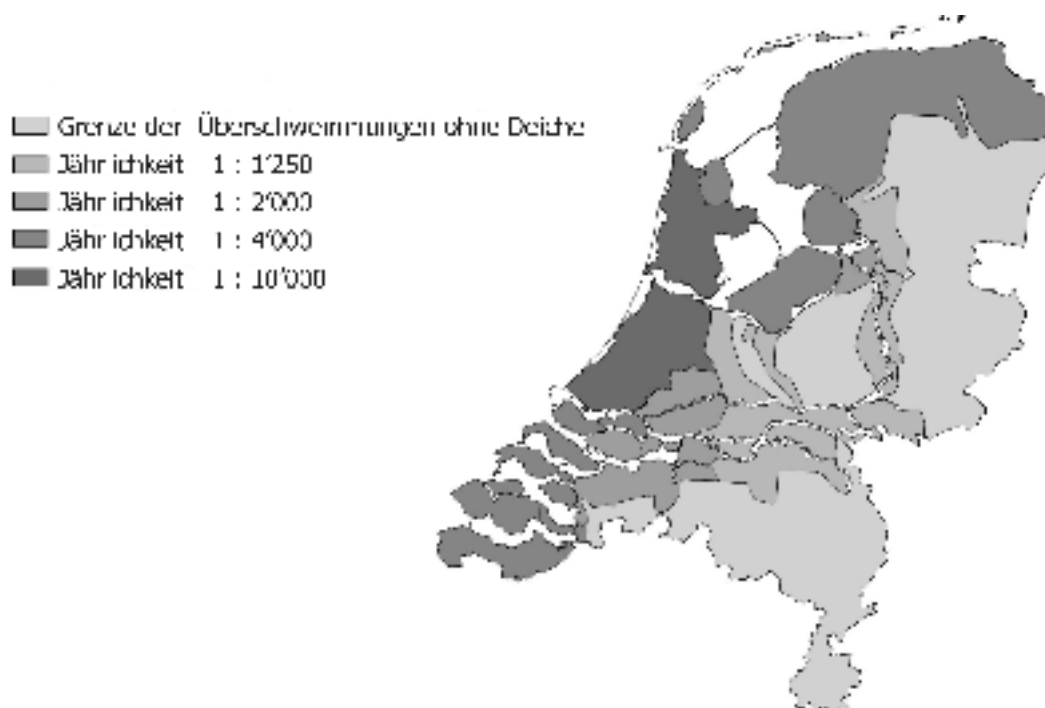 Grenze der Überschwemmungen ohne Deiche
Jährlichkeit 1 : 1'250
Jährlichkeit 1 : 2'000
Jährlichkeit 1 : 4'000
Jährlichkeit 1 : 10'000